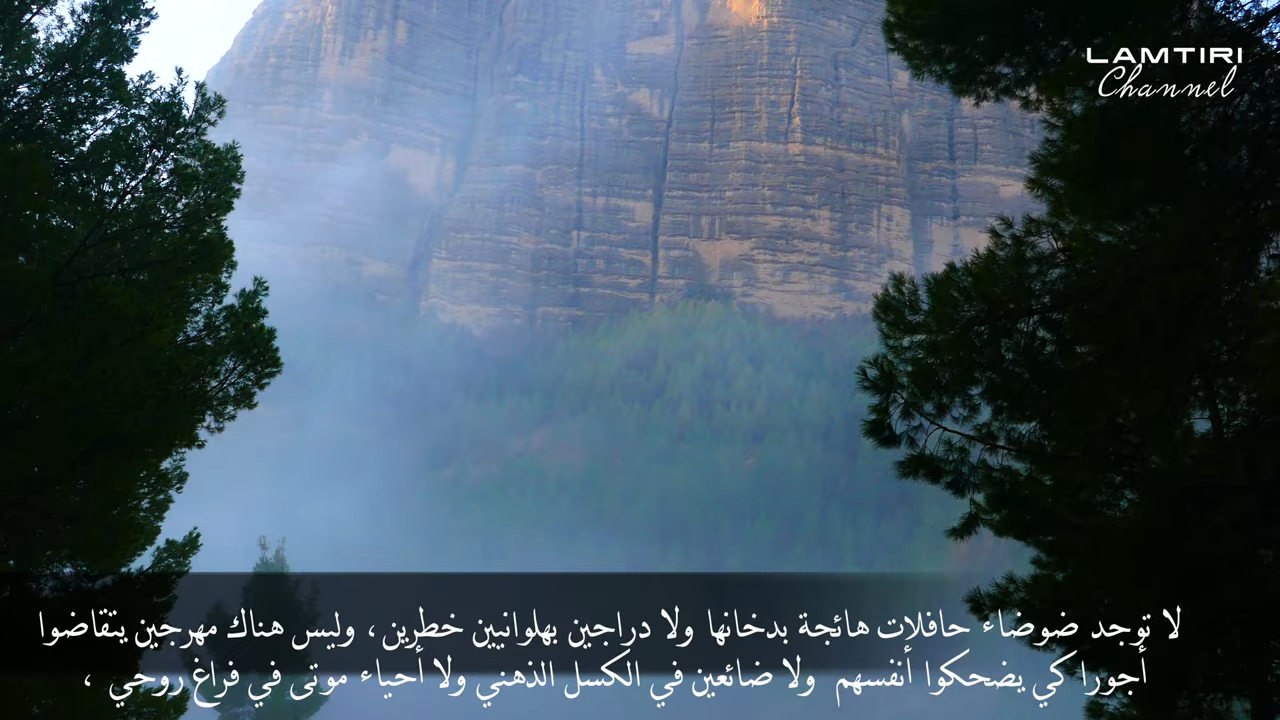 LAMTIRI
Channel
لا توجد ضوضاء حافلات هائجة بدخانها ولا دراجين بهلوانيين خطرين، وليس هناك مهرجين يتقاضوا
أجورا كي يضحكوا أنفسهم ولا ضائعين في الكسل الذهني ولا أحياء موتى في فراغ روحي ،